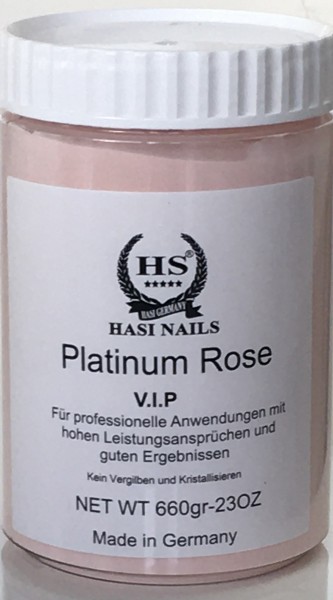 HS®
HASI GERMANY
HASI NAILS
Platinum Rose
V.I.P
Für professionelle Anwendungen mit
hohen Leistungsansprüchen und
guten Ergebnissen
Kein Vergilben und Kristallisieren
NET WT 660gr-23OZ
Made in Germany